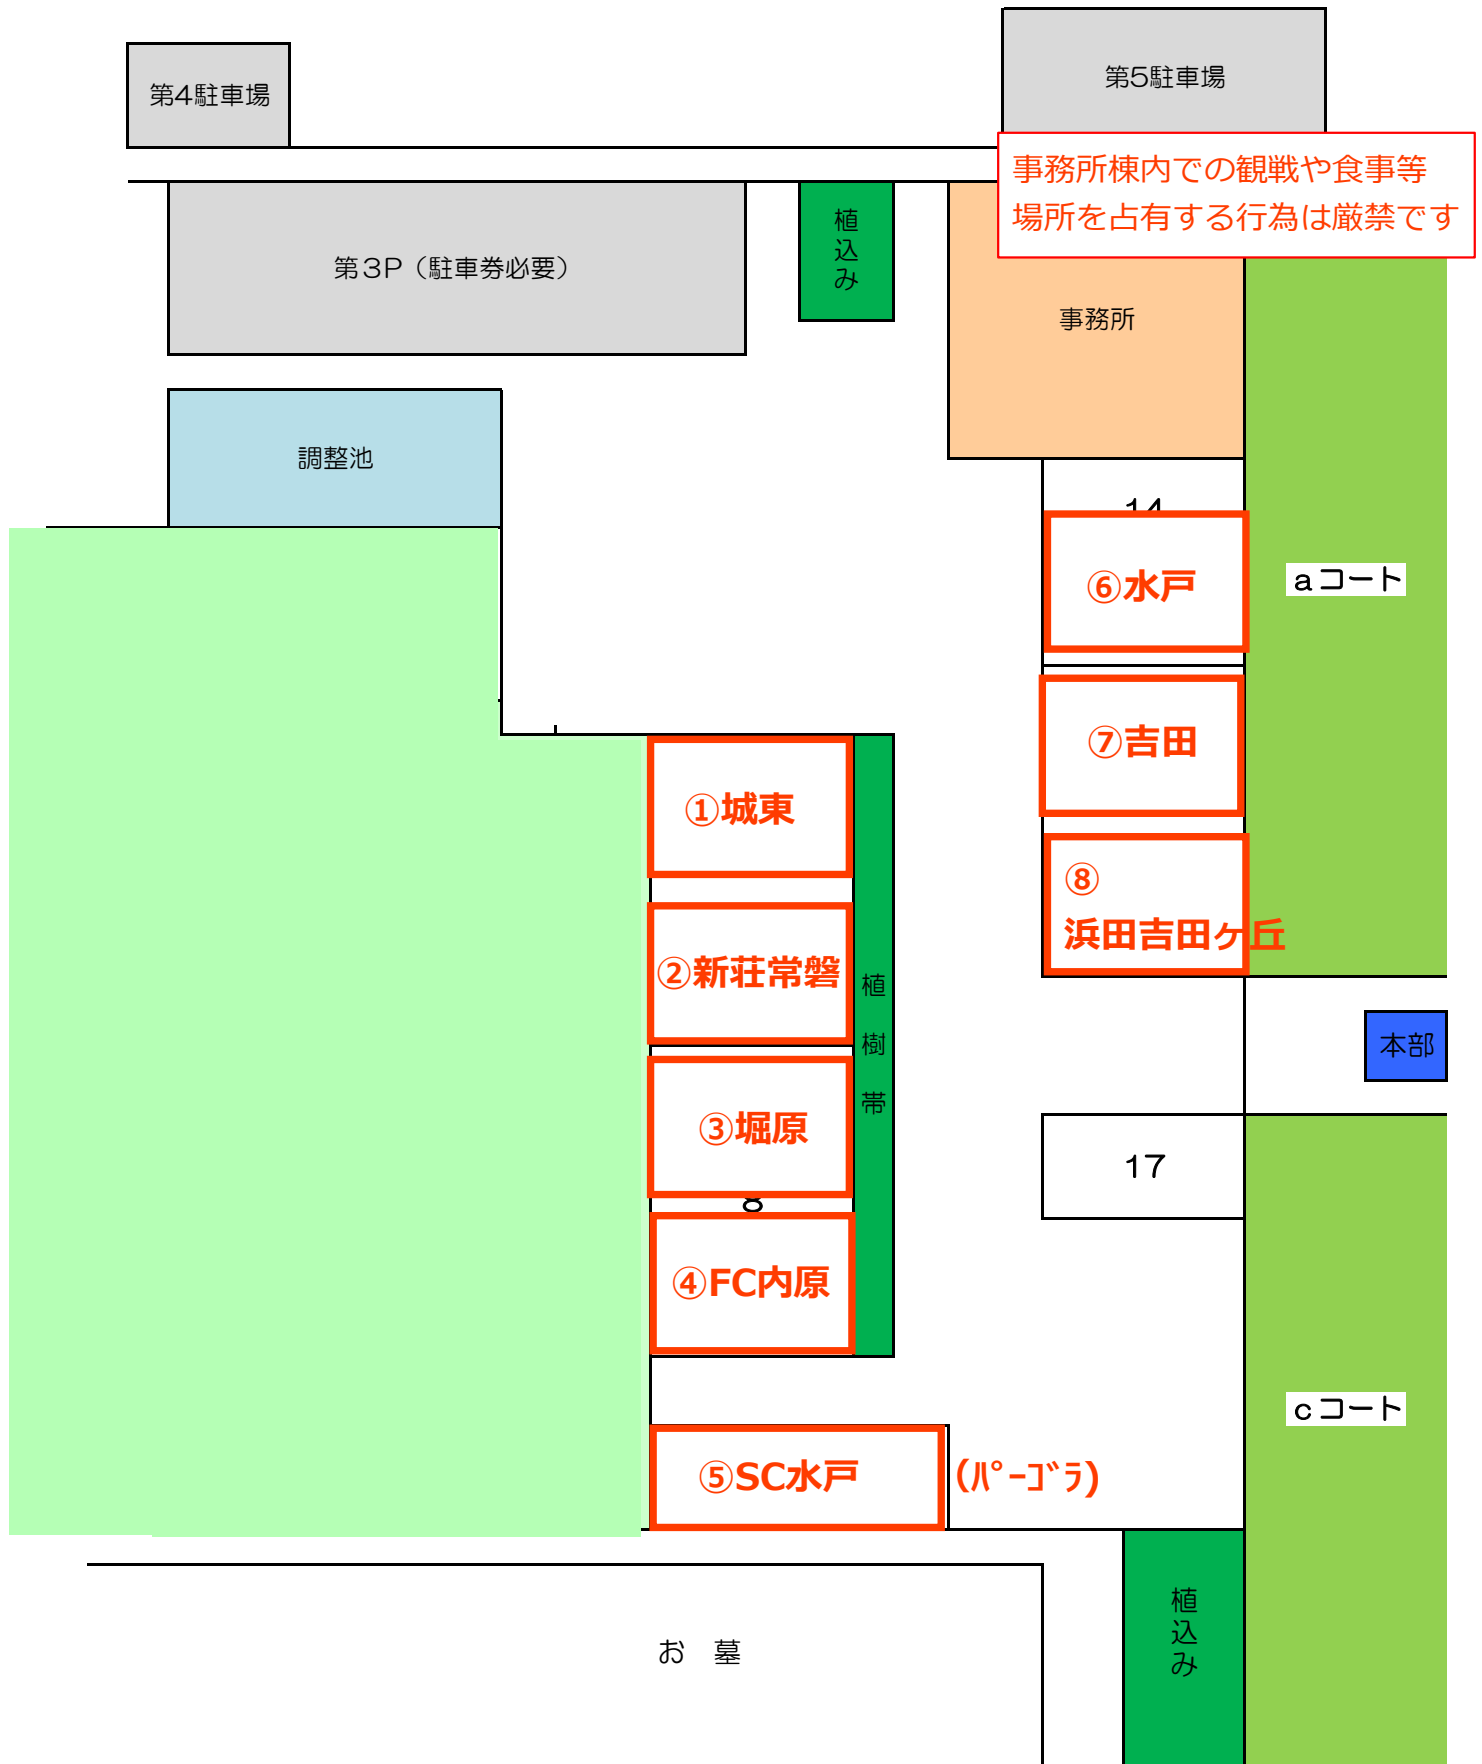 第4駐車場
第5駐車場
事務所棟内での観戦や食事等
場所を占有する行為は厳禁です
第3P（駐車券必要）
植込み
事務所
調整池
14
⑥水戸
aコート
⑦吉田
①城東
⑧
浜田吉田ヶ丘
②新荘常磐
植樹帯
本部
③堀原
17
8
④FC内原
cコート
⑤SC水戸
(ﾊﾟｰｺﾞﾗ)
植込み
お　墓